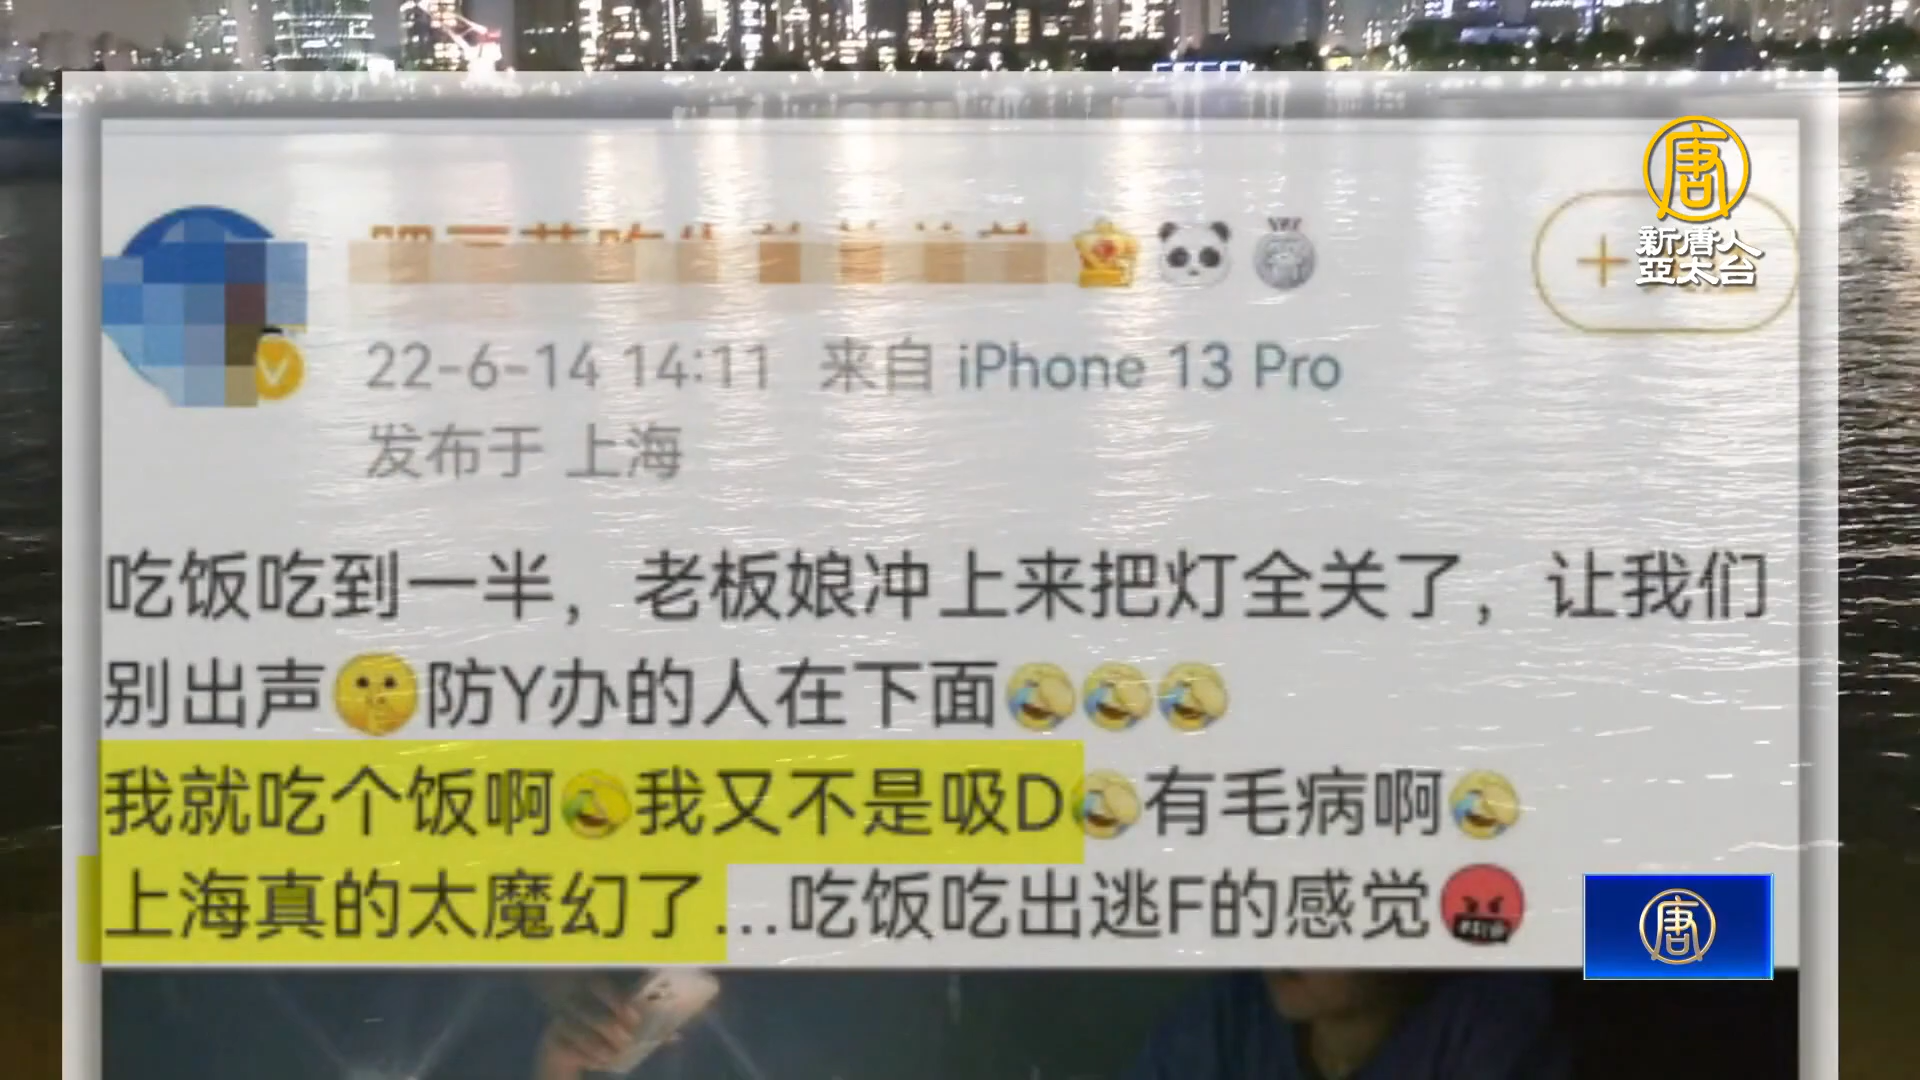 唐
新唐人
亞太台
22-6-14 14:11 来自 iPhone 13 Pro
发布于 上海
吃饭吃到一半，老板娘冲上来把灯全关了，让我们
别出声🤫防Y办的人在下面🤣🤣🤣
我就吃个饭啊🤣我又不是吸D🤣有毛病啊🤣
上海真的太魔幻了...吃饭吃出逃F的感觉🤬
唐